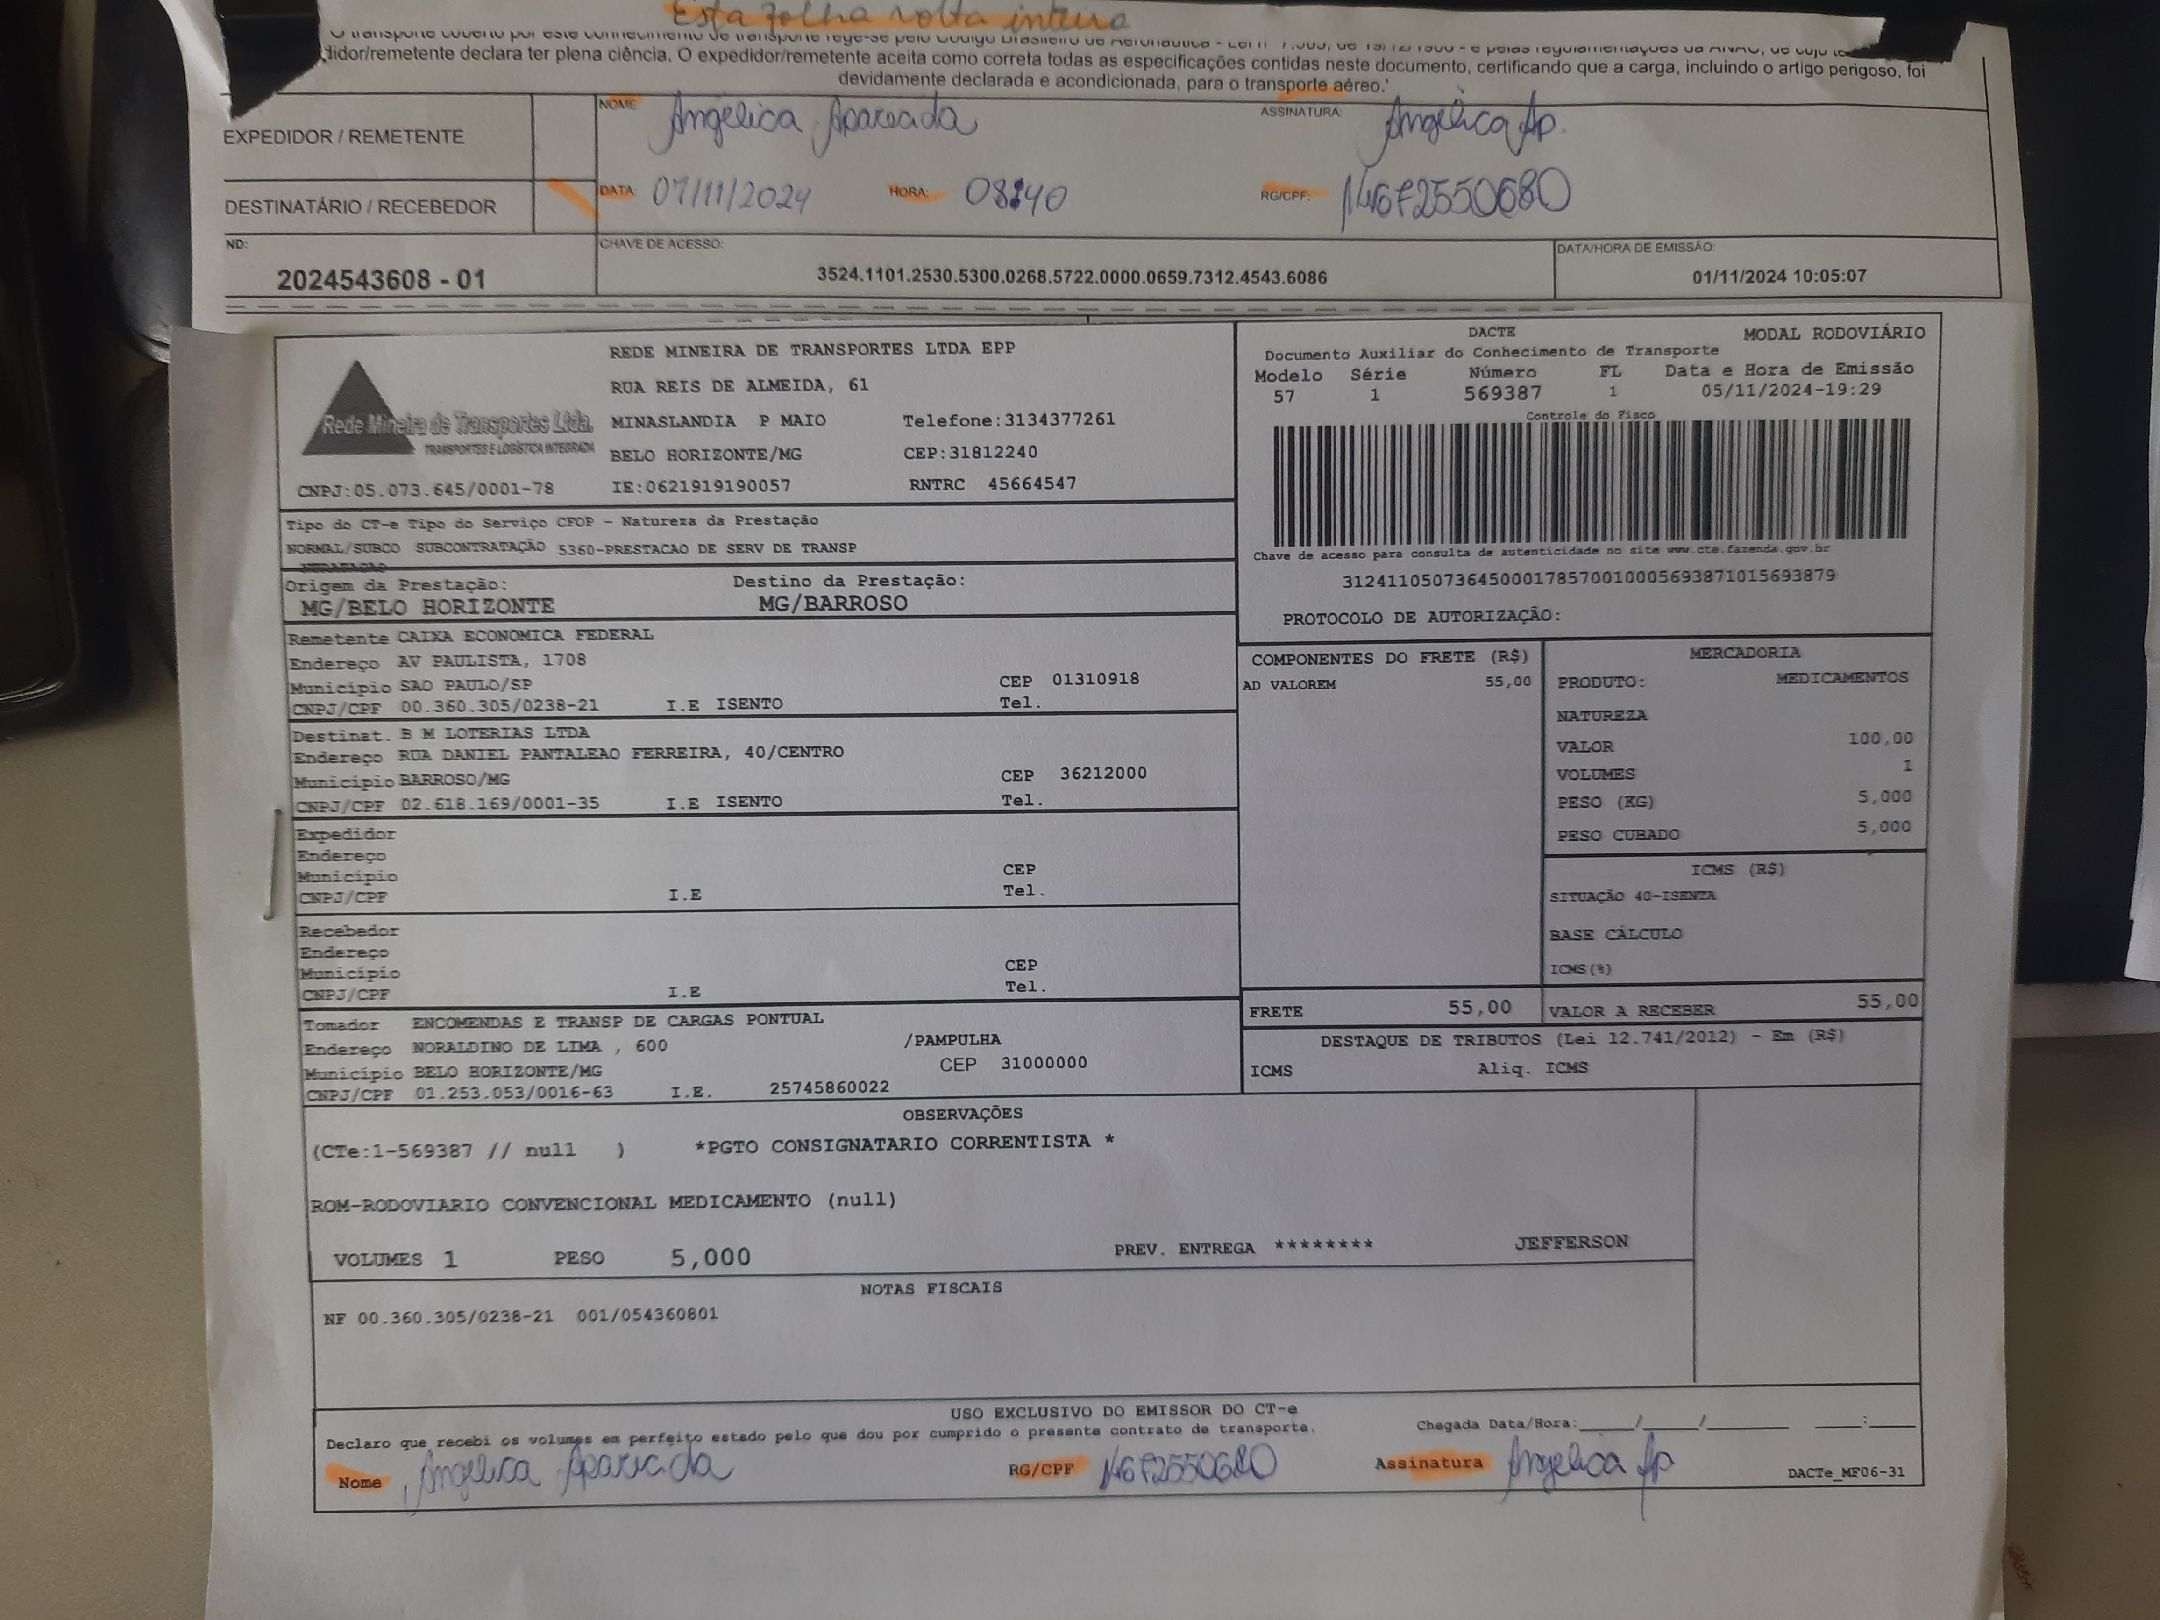 Esta folha volta inteira
O transporte coberto por este conhecimento de transporte rege-se pelo Código Brasileiro de Aeronáutica - Lei nº 7.565, de 19/12/1986 - e pelas regulamentações da ANAC, de cujo
/remetente declara ter plena ciência. O expedidor/remetente aceita como correta todas as especificações contidas neste documento, certificando que a carga, incluindo o artigo perigoso, foi
devidamente declarada e acondicionada, para o transporte aéreo.'
EXPEDIDOR / REMETENTE
NOME: Angélica Aparecida ASSINATURA: Angélica Ap.
DESTINATÁRIO / RECEBEDOR
DATA: 07/11/2024 HORA: 08:40 RG/CPF:
ND: CHAVE DE ACESSO: DATA/HORA DE EMISSÃO:
2024543608 - 01 3524.1101.2530.5300.0268.5722.0000.0659.7312.4543.6086 01/11/2024 10:05:07
Rede Mineira de Transportes Ltda.
TRANSPORTES E LOGÍSTICA INTEGRADA
REDE MINEIRA DE TRANSPORTES LTDA EPP
RUA REIS DE ALMEIDA, 61
MINASLANDIA P MAIO Telefone:3134377261
BELO HORIZONTE/MG CEP:31812240
CNPJ:05.073.645/0001-78 IE:0621919190057 RNTRC 45664547
DACTE MODAL RODOVIÁRIO
Documento Auxiliar do Conhecimento de Transporte
Modelo Série Número FL Data e Hora de Emissão
57 1 569387 1 05/11/2024-19:29
Controle do Fisco
Chave de acesso para consulta de autenticidade no site www.cte.fazenda.gov.br
31241105073645000178570010005693871015693879
PROTOCOLO DE AUTORIZAÇÃO:
Tipo do CT-e Tipo do Serviço CFOP - Natureza da Prestação
NORMAL/SUBCO SUBCONTRATAÇÃO 5360-PRESTACAO DE SERV DE TRANSP
Origem da Prestação: Destino da Prestação:
MG/BELO HORIZONTE MG/BARROSO
Remetente CAIXA ECONOMICA FEDERAL
Endereço AV PAULISTA, 1708
Município SAO PAULO/SP CEP 01310918
CNPJ/CPF 00.360.305/0238-21 I.E ISENTO Tel.
Destinat. B M LOTERIAS LTDA
Endereço RUA DANIEL PANTALEAO FERREIRA, 40/CENTRO
Município BARROSO/MG CEP 36212000
CNPJ/CPF 02.618.169/0001-35 I.E ISENTO Tel.
Expedidor
Endereço
Município CEP
CNPJ/CPF I.E Tel.
Recebedor
Endereço
Município CEP
CNPJ/CPF I.E Tel.
Tomador ENCOMENDAS E TRANSP DE CARGAS PONTUAL
Endereço NORALDINO DE LIMA , 600 /PAMPULHA
Município BELO HORIZONTE/MG CEP 31000000
CNPJ/CPF 01.253.053/0016-63 I.E. 25745860022
COMPONENTES DO FRETE (R$)
AD VALOREM 55,00
MERCADORIA
PRODUTO: MEDICAMENTOS
NATUREZA
VALOR 100,00
VOLUMES 1
PESO (KG) 5,000
PESO CUBADO 5,000
ICMS (R$)
SITUAÇÃO 40-ISENTA
BASE CÁLCULO
ICMS(%)
FRETE 55,00 VALOR A RECEBER 55,00
DESTAQUE DE TRIBUTOS (Lei 12.741/2012) - Em (R$)
ICMS Aliq. ICMS
OBSERVAÇÕES
(CTe:1-569387 // null ) *PGTO CONSIGNATARIO CORRENTISTA *
ROM-RODOVIARIO CONVENCIONAL MEDICAMENTO (null)
VOLUMES 1 PESO 5,000 PREV. ENTREGA ******** JEFFERSON
NOTAS FISCAIS
NF 00.360.305/0238-21 001/054360801
USO EXCLUSIVO DO EMISSOR DO CT-e
Declaro que recebi os volumes em perfeito estado pelo que dou por cumprido o presente contrato de transporte. Chegada Data/Hora:____/____/______ ____:____
Nome Angélica Aparecida RG/CPF Assinatura Angélica Ap DACTe_MF06-31